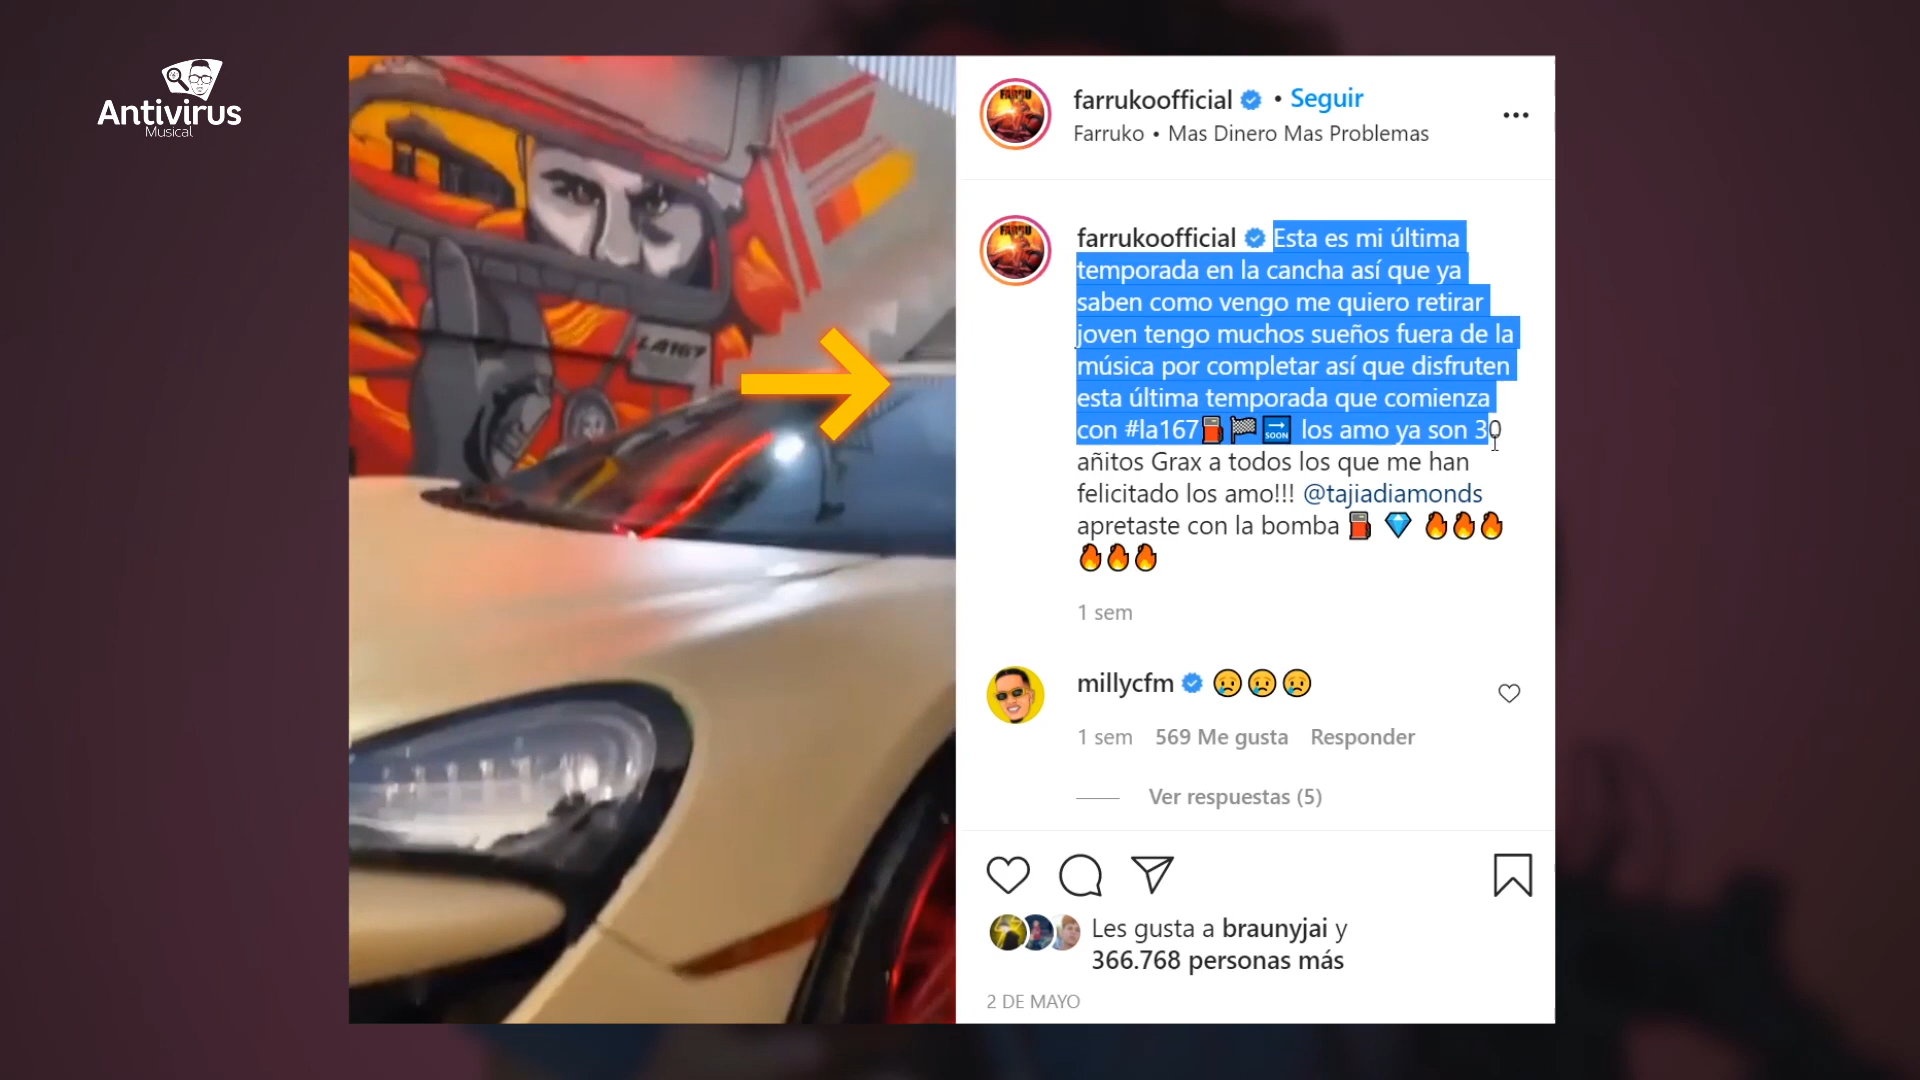 Antivirus
Musical
LA167
FARRU
farrukoofficial • Seguir
Farruko • Mas Dinero Mas Problemas
FARRU
farrukoofficial Esta es mi última
temporada en la cancha así que ya
saben como vengo me quiero retirar
joven tengo muchos sueños fuera de la
música por completar así que disfruten
esta última temporada que comienza
con #la167⛽🏁🔜 los amo ya son 30
añitos Grax a todos los que me han
felicitado los amo!!! @tajiadiamonds
apretaste con la bomba ⛽ 💎 🔥🔥🔥
🔥🔥🔥
1 sem
millycfm 😢😢😢
1 sem 569 Me gusta Responder
Ver respuestas (5)
Les gusta a braunyjai y
366.768 personas más
2 DE MAYO